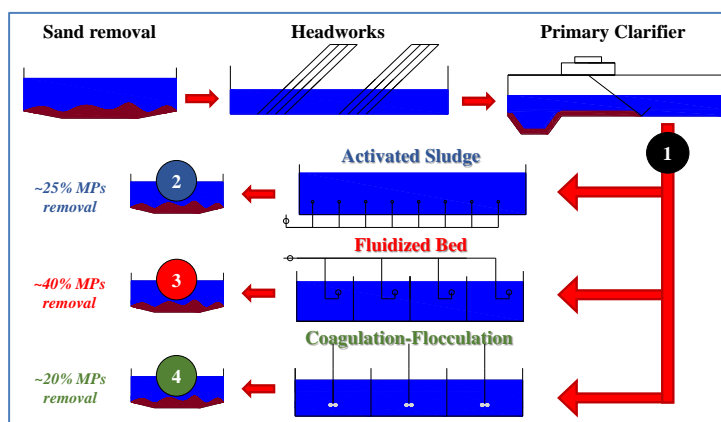 Sand removal
Headworks
Primary Clarifier
1
Activated Sludge
2
~25% MPs
removal
Fluidized Bed
3
~40% MPs
removal
Coagulation-Flocculation
4
~20% MPs
removal